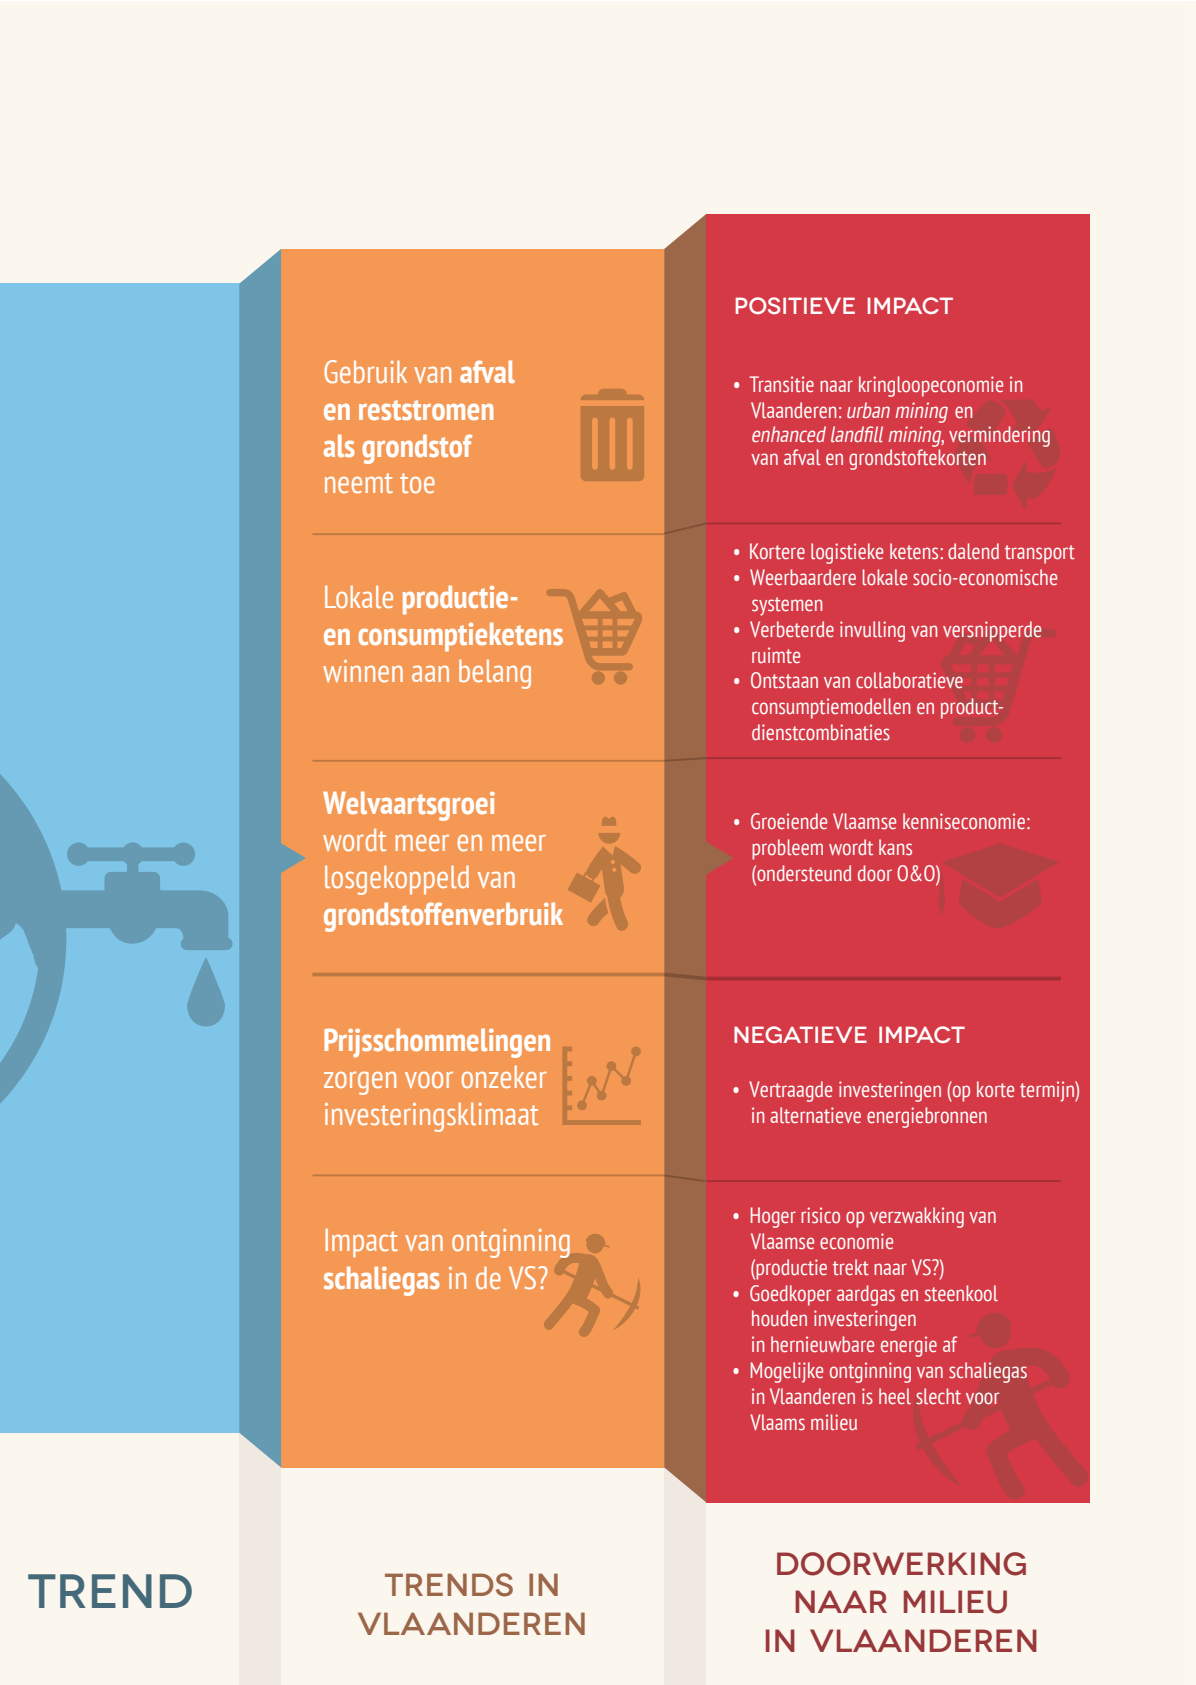 Gebruik van afval
en reststromen
als grondstof
neemt toe
Lokale productie-
en consumptieketens
winnen aan belang
Welvaartsgroei
wordt meer en meer
losgekoppeld van
grondstoffenverbruik
Prijsschommelingen
zorgen voor onzeker
investeringsklimaat
Impact van ontginning
schaliegas in de VS?
POSITIEVE IMPACT
• Transitie naar kringloopeconomie in
Vlaanderen: urban mining en
enhanced landfill mining, vermindering
van afval en grondstoftekorten
• Kortere logistieke ketens: dalend transport
• Weerbaardere lokale socio-economische
systemen
• Verbeterde invulling van versnipperde
ruimte
• Ontstaan van collaboratieve
consumptiemodellen en product-
dienstcombinaties
• Groeiende Vlaamse kenniseconomie:
probleem wordt kans
(ondersteund door O&O)
NEGATIEVE IMPACT
• Vertraagde investeringen (op korte termijn)
in alternatieve energiebronnen
• Hoger risico op verzwakking van
Vlaamse economie
(productie trekt naar VS?)
• Goedkoper aardgas en steenkool
houden investeringen
in hernieuwbare energie af
• Mogelijke ontginning van schaliegas
in Vlaanderen is heel slecht voor
Vlaams milieu
TREND
TRENDS IN
VLAANDEREN
DOORWERKING
NAAR MILIEU
IN VLAANDEREN